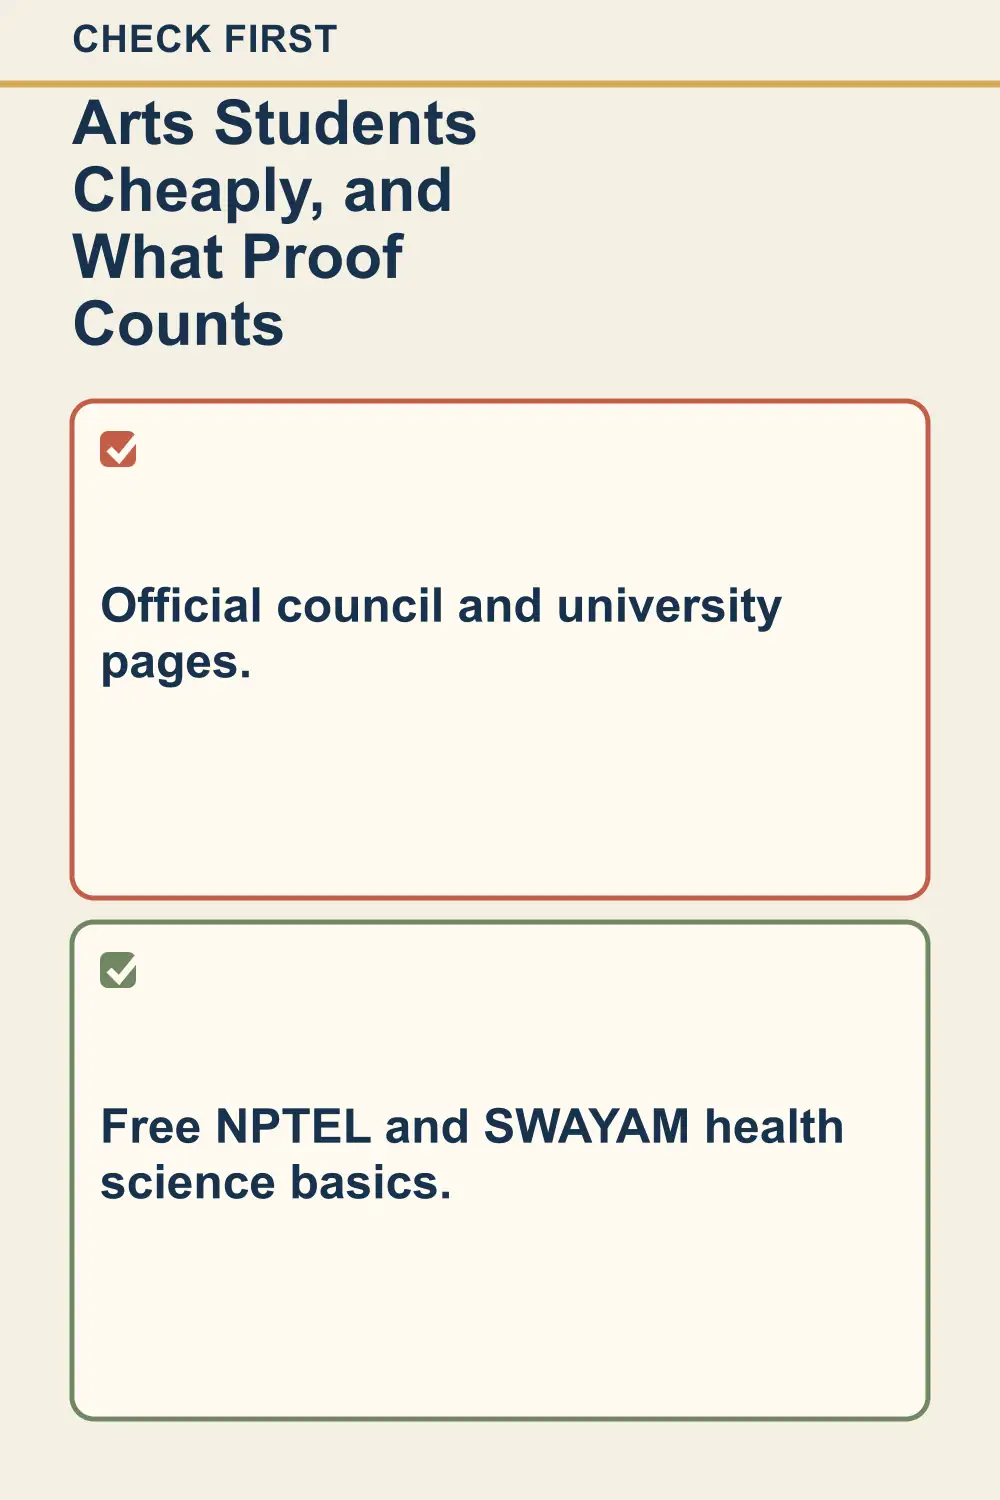 CHECK FIRST
Arts Students
Cheaply, and
What Proof
Counts
Official council and university
pages.
Free NPTEL and SWAYAM health
science basics.